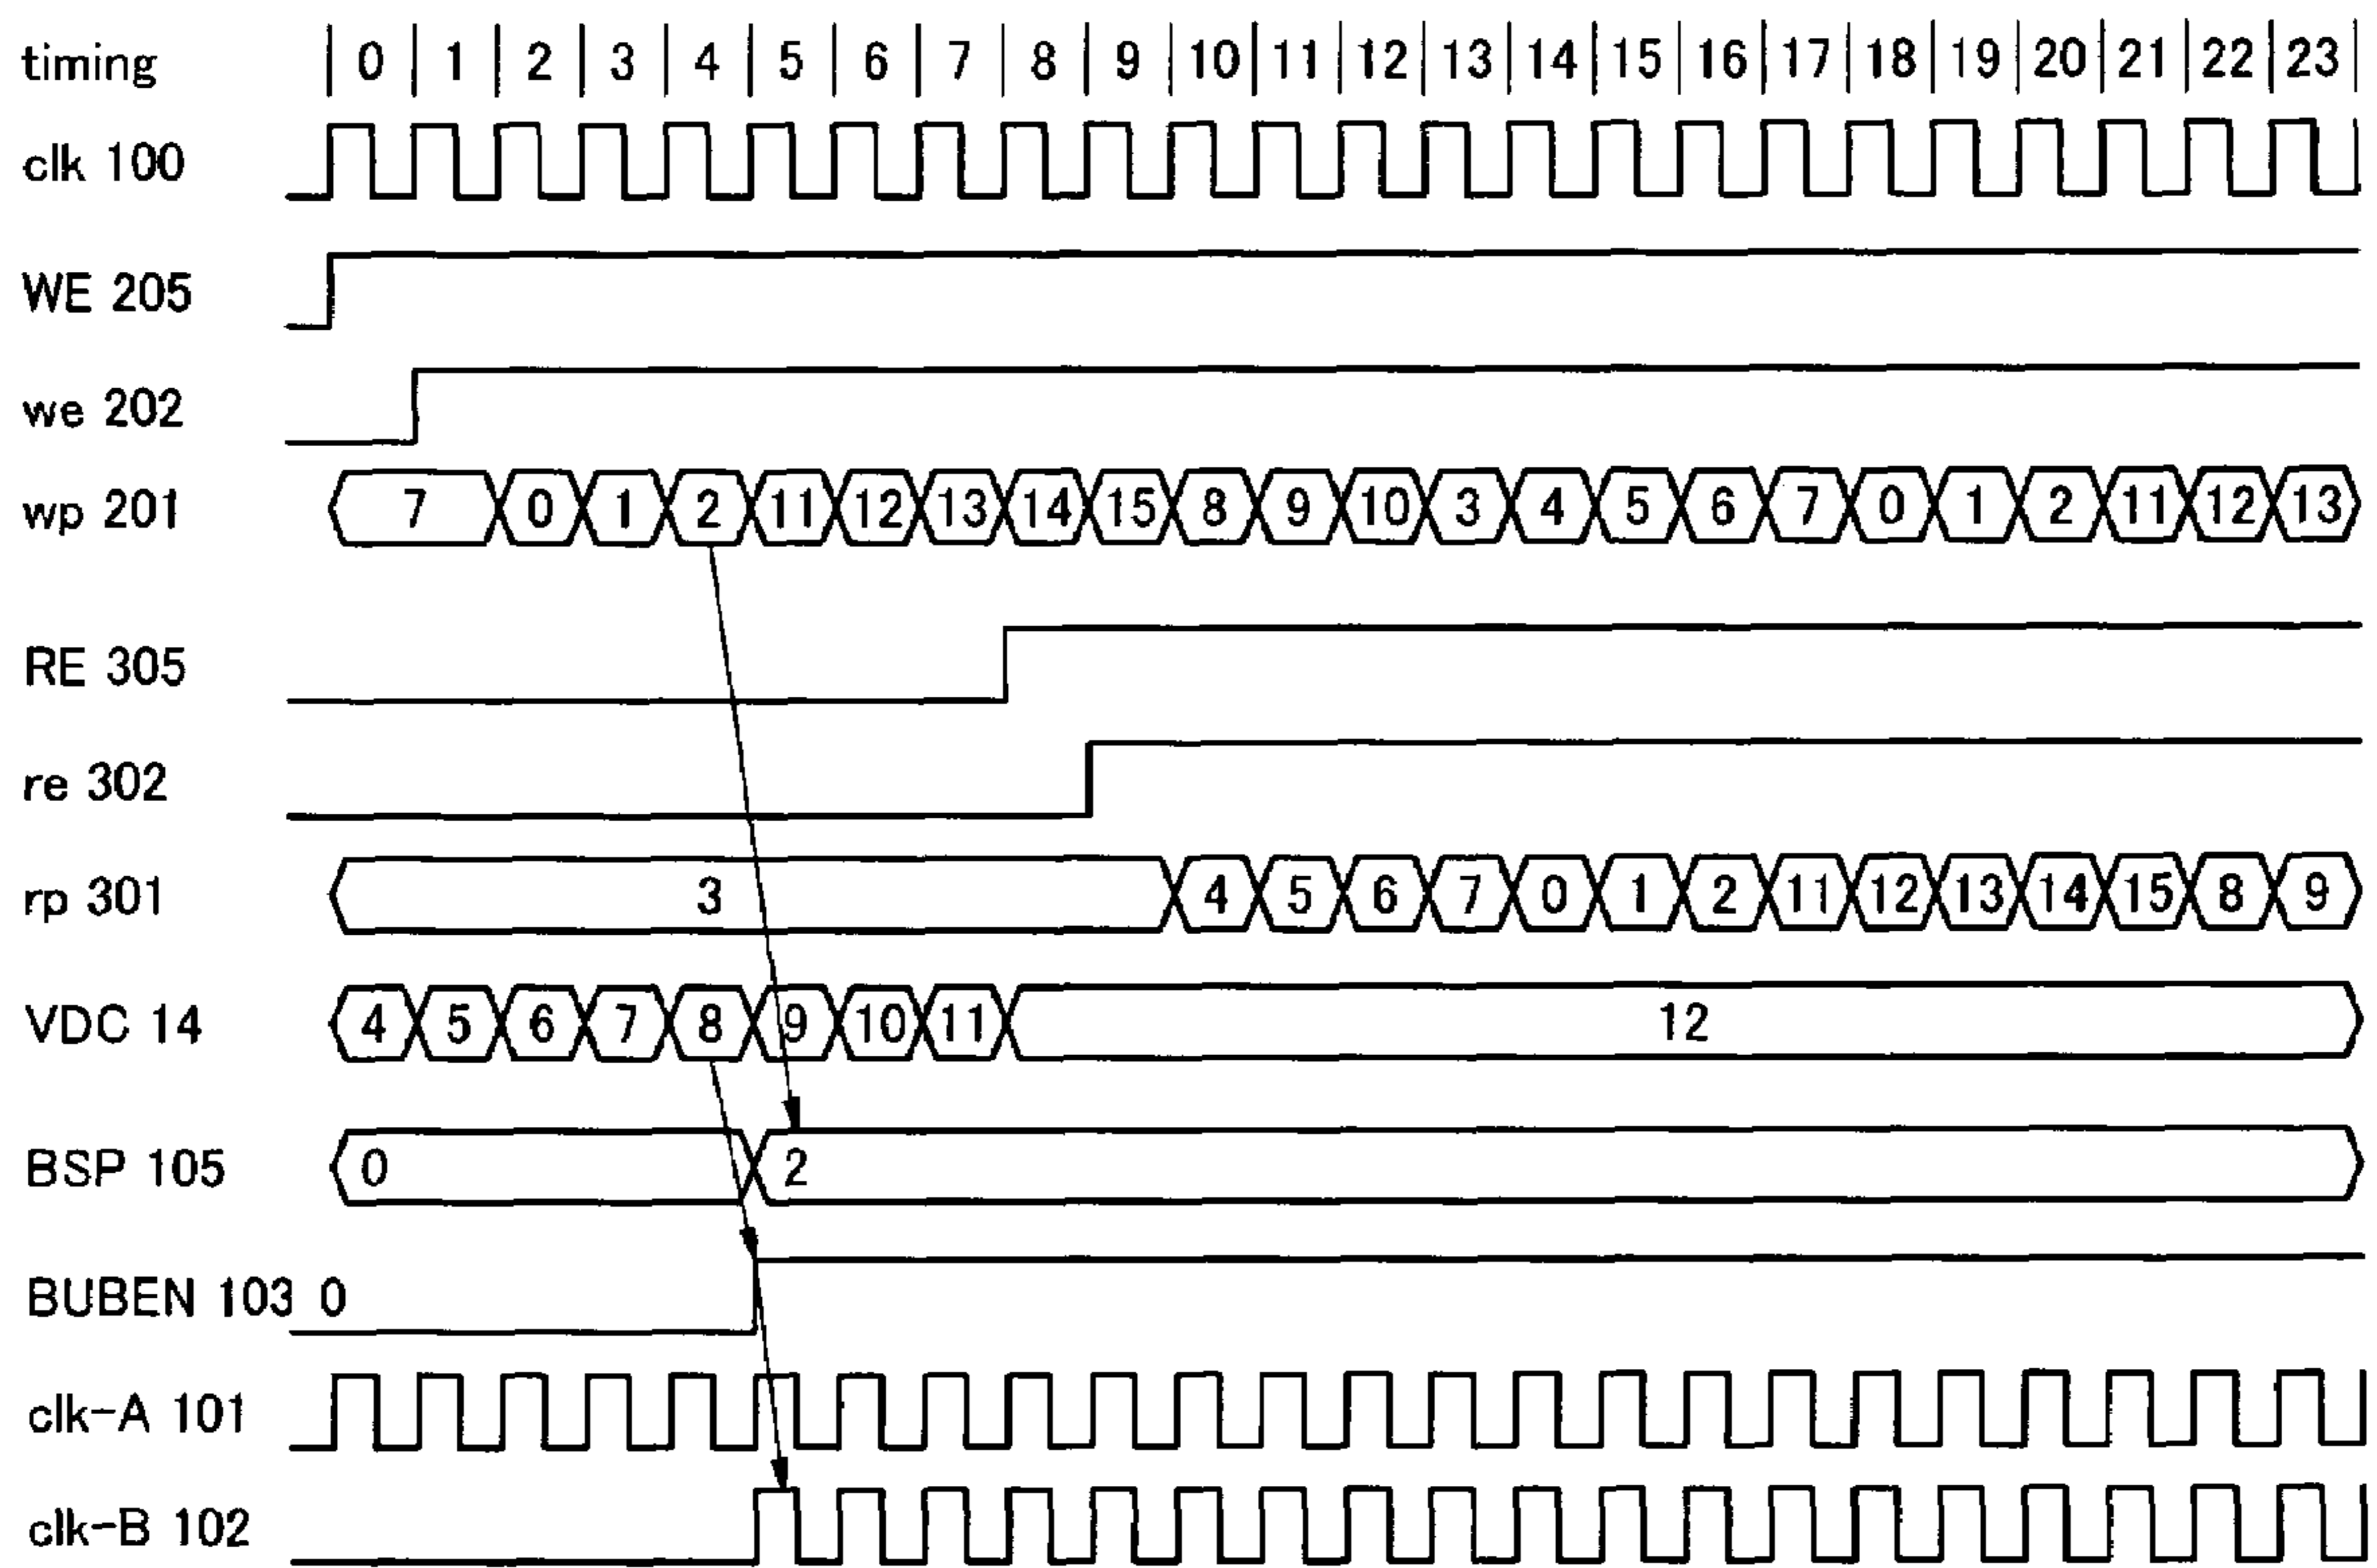 timing 0 1 2 3 4 5 6 7 8 9 10 11 12 13 14 15 16 17 18 19 20 21 22 23
clk 100
WE 205
we 202
wp 201 7 0 1 2 11 12 13 14 15 8 9 10 3 4 5 6 7 0 1 2 11 12 13
RE 305
re 302
rp 301 3 4 5 6 7 0 1 2 11 12 13 14 15 8 9
VDC 14 4 5 6 7 8 9 10 11 12
BSP 105 0 2
BUBEN 103 0
clk-A 101
clk-B 102